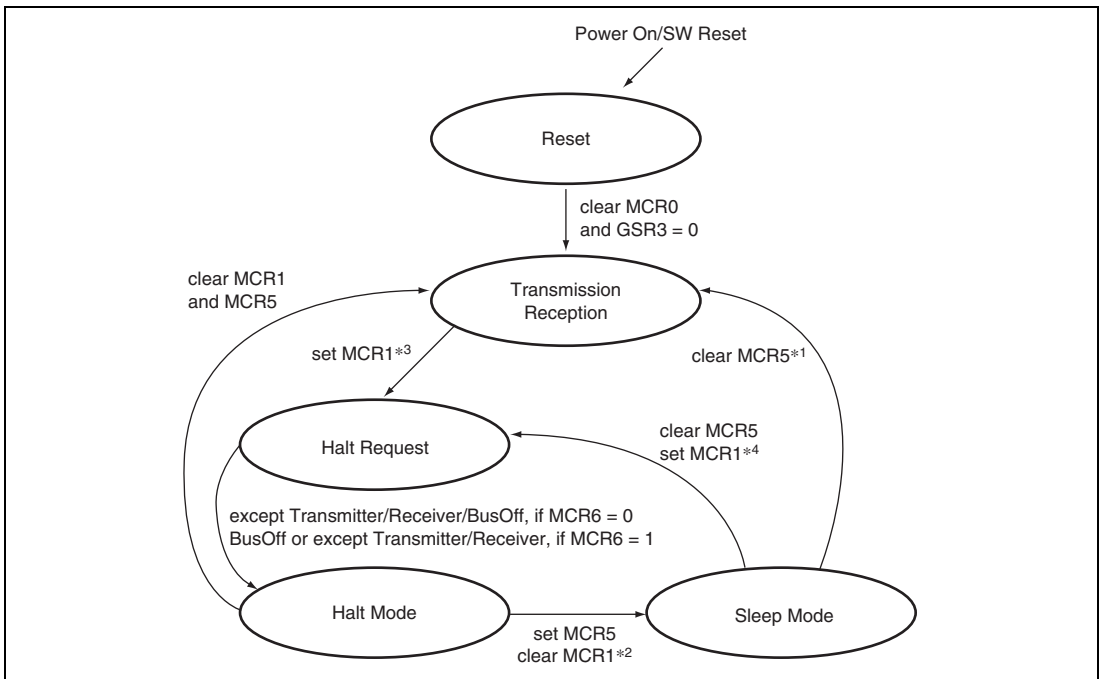 Power On/SW Reset
Reset
clear MCR0
and GSR3 = 0
clear MCR1
and MCR5
Transmission
Reception
set MCR1*3
clear MCR5*1
Halt Request
clear MCR5
set MCR1*4
except Transmitter/Receiver/BusOff, if MCR6 = 0
BusOff or except Transmitter/Receiver, if MCR6 = 1
Halt Mode
Sleep Mode
set MCR5
clear MCR1*2